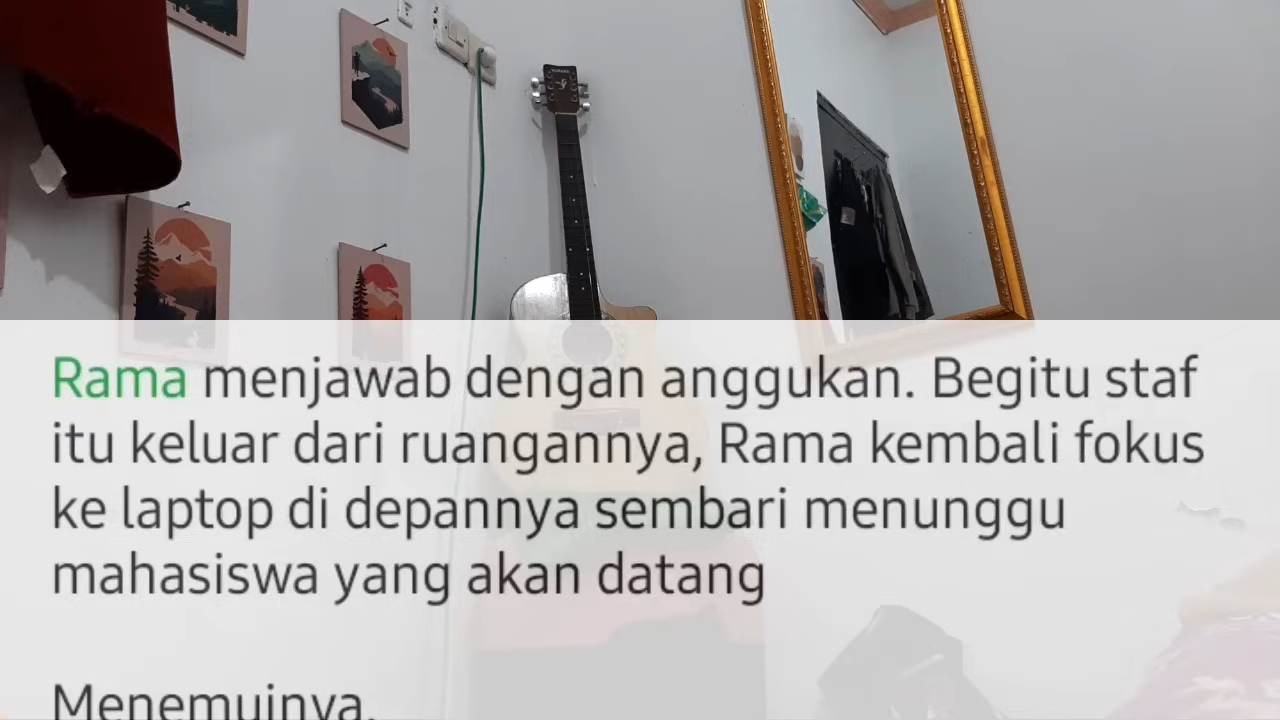 Rama menjawab dengan anggukan. Begitu staf
itu keluar dari ruangannya, Rama kembali fokus
ke laptop di depannya sembari menunggu
mahasiswa yang akan datang
Menemuinya.